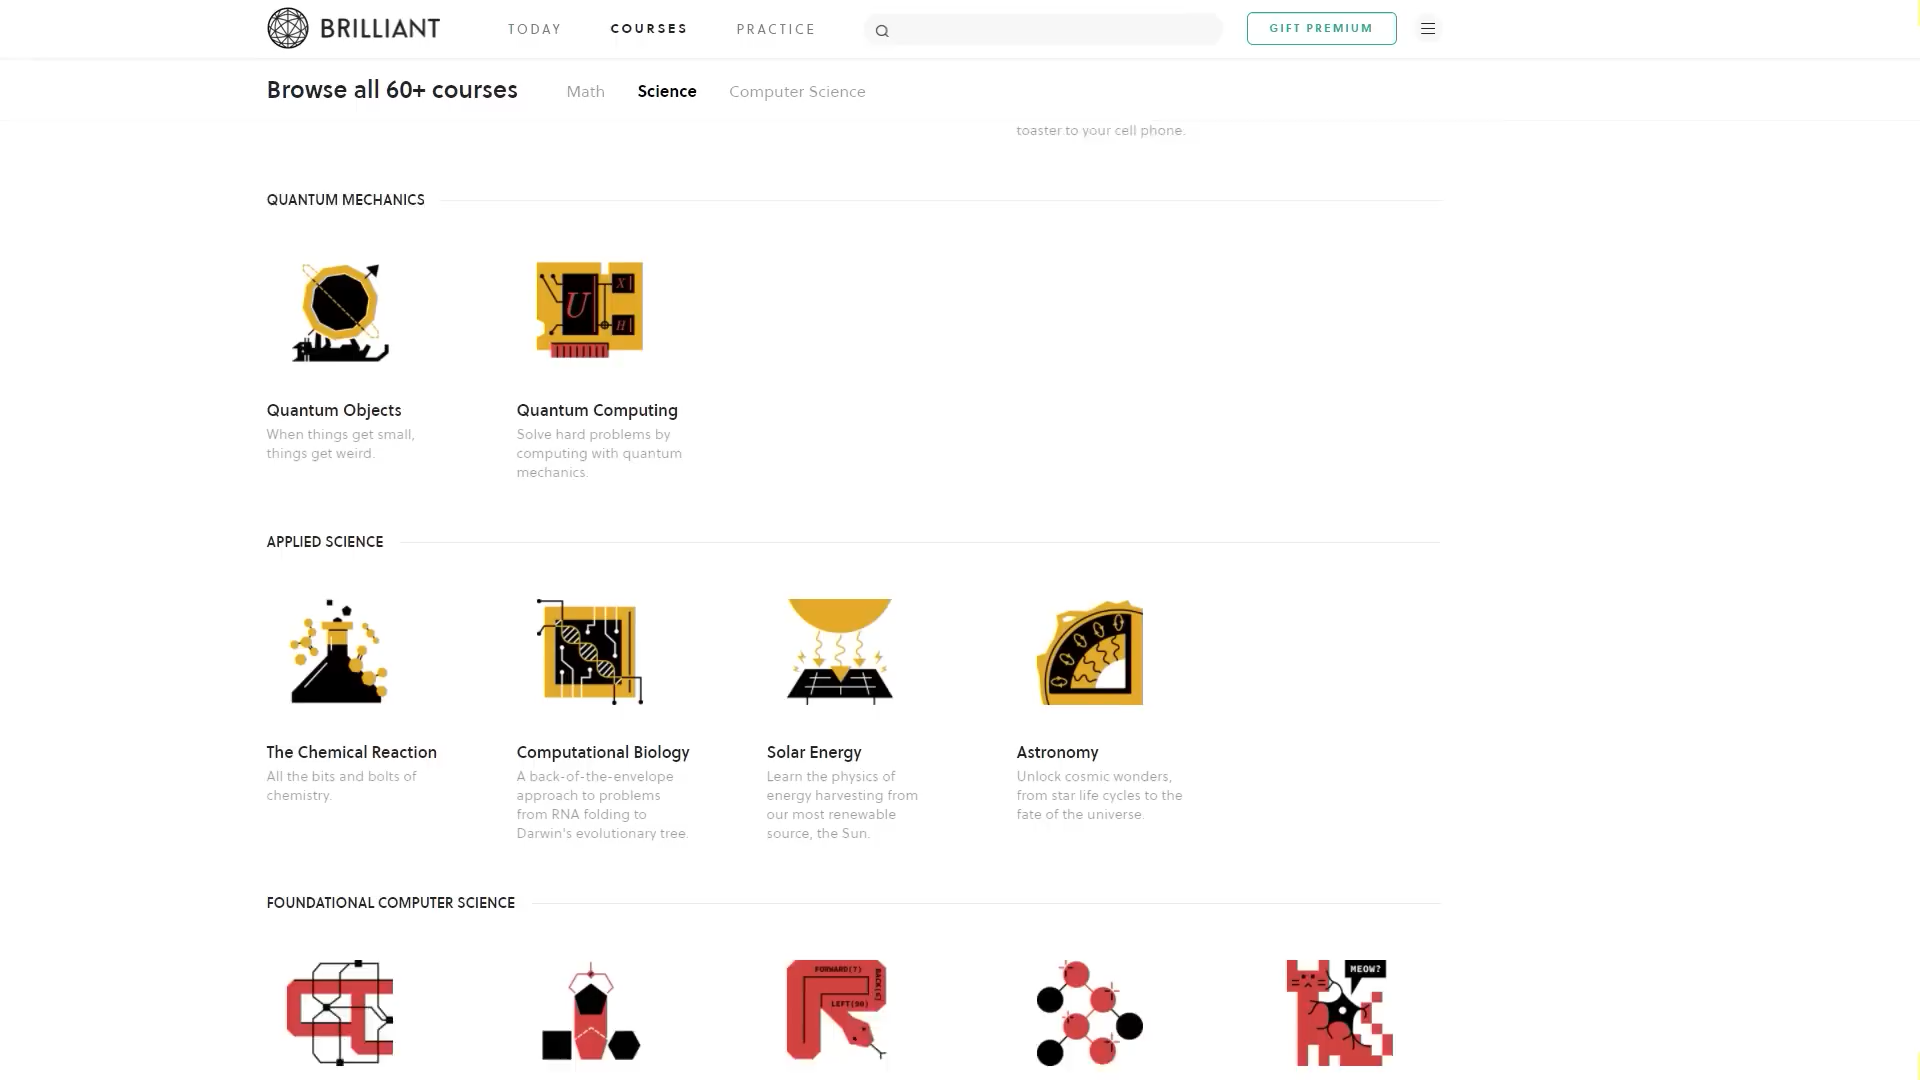 BRILLIANT
TODAY
COURSES
PRACTICE
GIFT PREMIUM
Browse all 60+ courses
Math
Science
Computer Science
toaster to your cell phone.
QUANTUM MECHANICS
U
X
H
Quantum Objects
When things get small,
things get weird.
Quantum Computing
Solve hard problems by
computing with quantum
mechanics.
APPLIED SCIENCE
The Chemical Reaction
All the bits and bolts of
chemistry.
Computational Biology
A back-of-the-envelope
approach to problems
from RNA folding to
Darwin's evolutionary tree.
Solar Energy
Learn the physics of
energy harvesting from
our most renewable
source, the Sun.
Astronomy
Unlock cosmic wonders,
from star life cycles to the
fate of the universe.
FOUNDATIONAL COMPUTER SCIENCE
FORWARD(7)
LEFT(90)
MEOW?